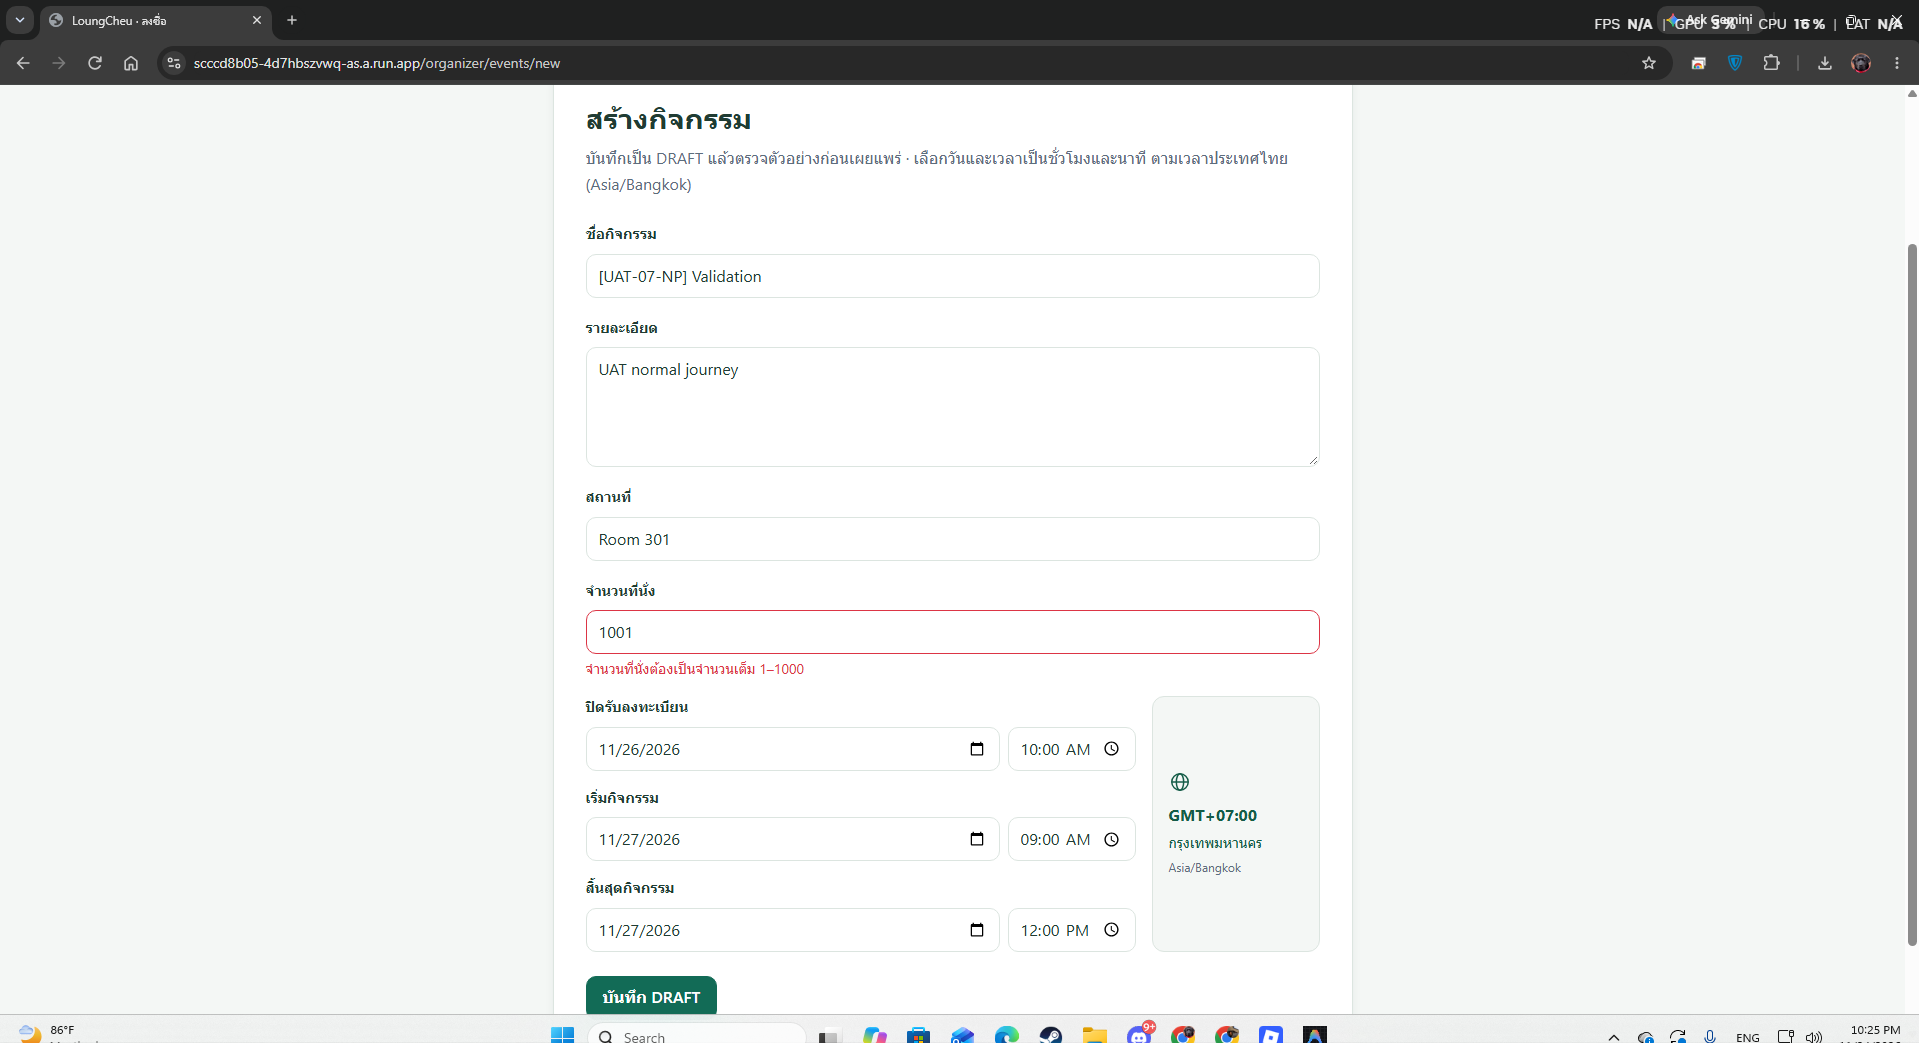 LoungCheu · ลงชื่อ
FPS N/A | GPU 3% | CPU 16% | LAT N/A
Ask Gemini
scccd8b05-4d7hbszvwq-as.a.run.app/organizer/events/new
สร้างกิจกรรม
บันทึกเป็น DRAFT แล้วตรวจตัวอย่างก่อนเผยแพร่ · เลือกวันและเวลาเป็นชั่วโมงและนาที ตามเวลาประเทศไทย
(Asia/Bangkok)
ชื่อกิจกรรม
[UAT-07-NP] Validation
รายละเอียด
UAT normal journey
สถานที่
Room 301
จำนวนที่นั่ง
1001
จำนวนที่นั่งต้องเป็นจำนวนเต็ม 1–1000
ปิดรับลงทะเบียน
11/26/2026 10:00 AM
เริ่มกิจกรรม
11/27/2026 09:00 AM
สิ้นสุดกิจกรรม
11/27/2026 12:00 PM
GMT+07:00
กรุงเทพมหานคร
Asia/Bangkok
บันทึก DRAFT
86°F
Search
9+
ENG
10:25 PM